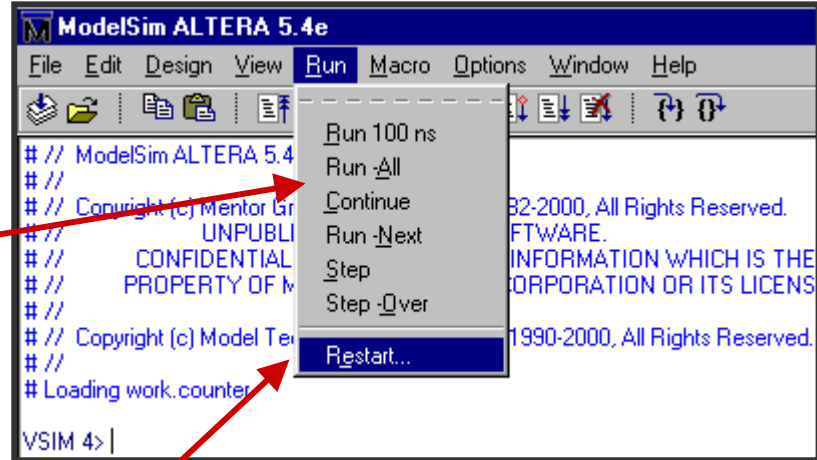 ModelSim ALTERA 5.4e
File Edit Design View Run Macro Options Window Help
Run 100 ns
Run -All
Continue
Run -Next
Step
Step -Over
Restart...
# // ModelSim ALTERA 5.4
# //
# // Copyright (c) Mentor Gr 82-2000, All Rights Reserved.
# // UNPUBLI FTWARE.
# // CONFIDENTIAL INFORMATION WHICH IS THE
# // PROPERTY OF M CORPORATION OR ITS LICENS
# //
# // Copyright (c) Model Te 1990-2000, All Rights Reserved.
# //
# Loading work.counter
VSIM 4>